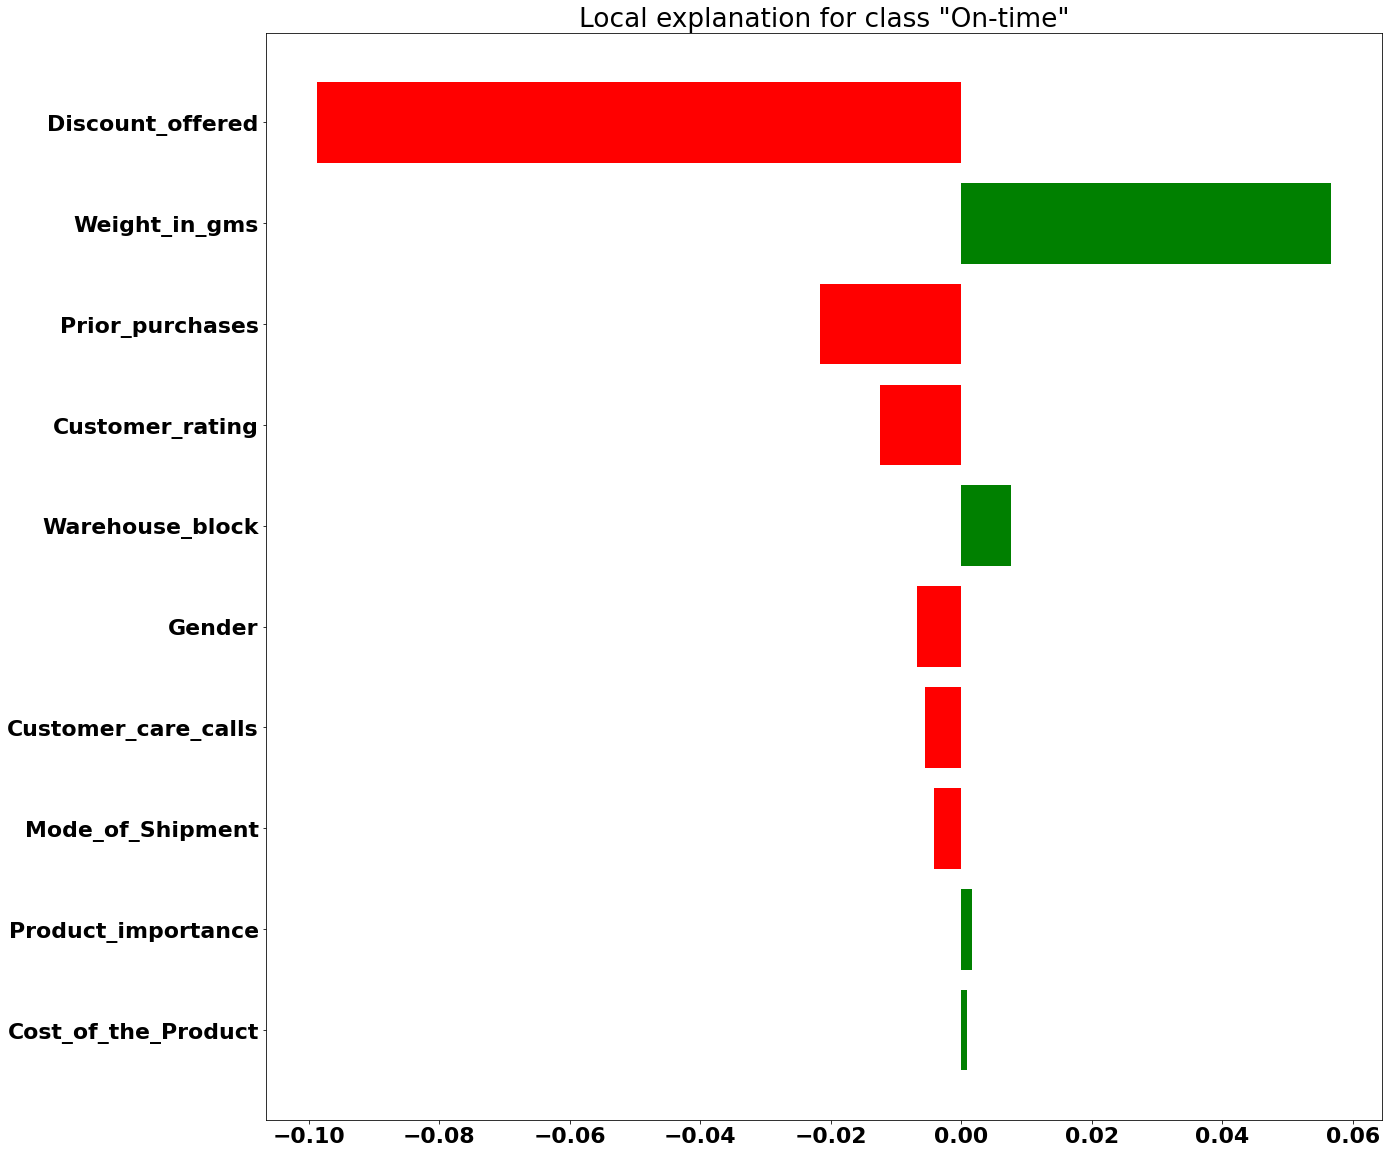 Local explanation for class "On-time"
Discount_offered
Weight_in_gms
Prior_purchases
Customer_rating
Warehouse_block
Gender
Customer_care_calls
Mode_of_Shipment
Product_importance
Cost_of_the_Product
−0.10 −0.08 −0.06 −0.04 −0.02 0.00 0.02 0.04 0.06